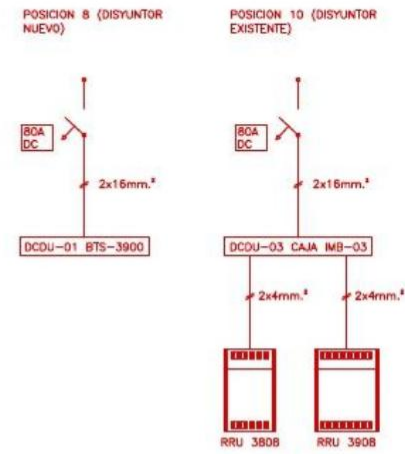 POSICION 8 (DISYUNTOR
NUEVO)
80A
DC
2x16mm.²
DCDU-01 BTS-3900
POSICION 10 (DISYUNTOR
EXISTENTE)
80A
DC
2x16mm.²
DCDU-03 CAJA IMB-03
2x4mm.²
2x4mm.²
RRU 3808
RRU 3908